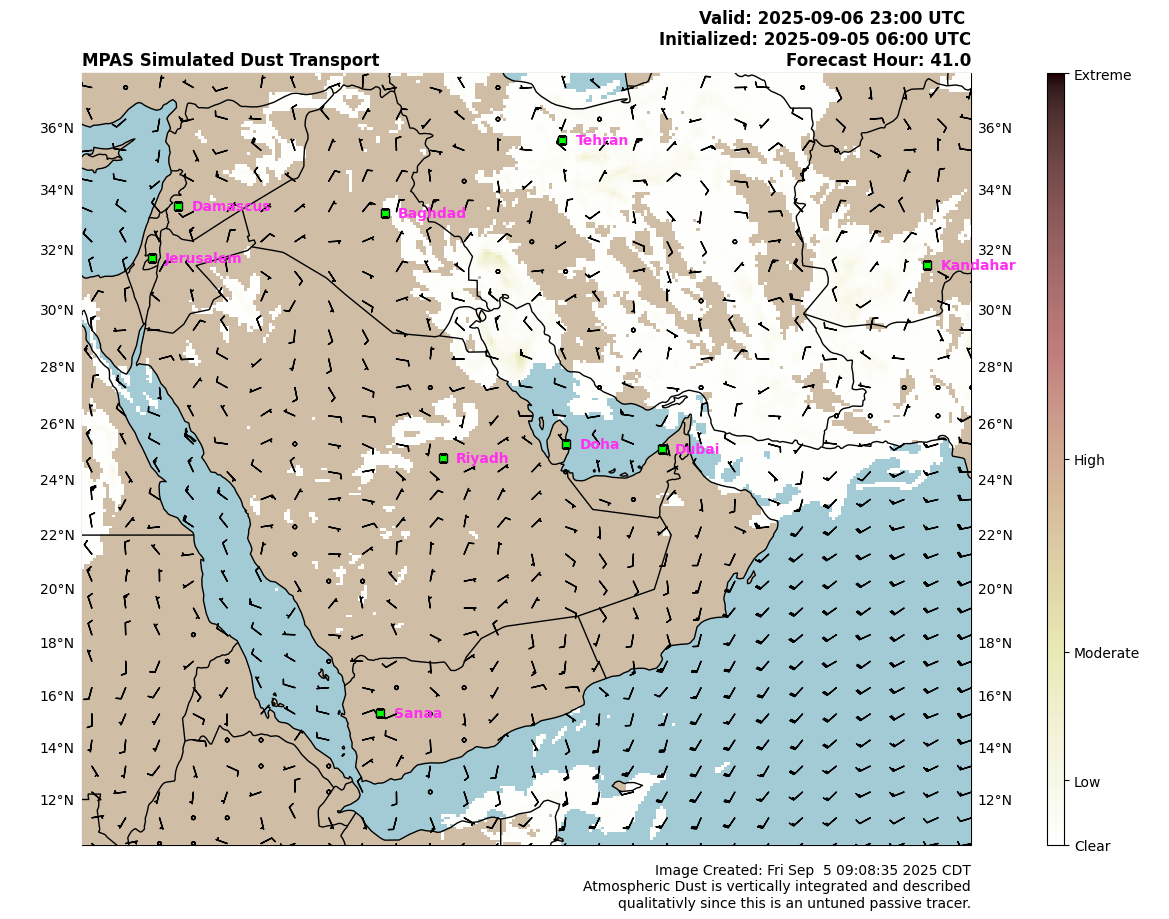 Valid: 2025-09-06 23:00 UTC
Initialized: 2025-09-05 06:00 UTC
MPAS Simulated Dust Transport
Forecast Hour: 41.0
Extreme
36°N
36°N
Tehran
34°N
34°N
Damascus
Baghdad
32°N
32°N
Jerusalem
Kandahar
30°N
30°N
28°N
28°N
26°N
26°N
Doha
Dubai
Riyadh
High
24°N
24°N
22°N
22°N
20°N
20°N
18°N
18°N
Moderate
16°N
16°N
Sanaa
14°N
14°N
Low
12°N
12°N
Clear
Image Created: Fri Sep  5 09:08:35 2025 CDT
Atmospheric Dust is vertically integrated and described
qualitativly since this is an untuned passive tracer.